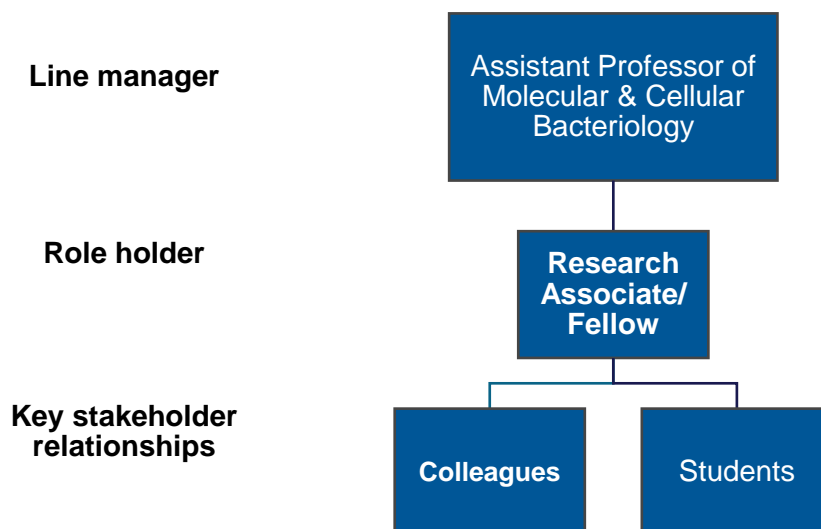 Line manager
Assistant Professor of
Molecular & Cellular
Bacteriology
Role holder
Research
Associate/
Fellow
Key stakeholder
relationships
Colleagues
Students